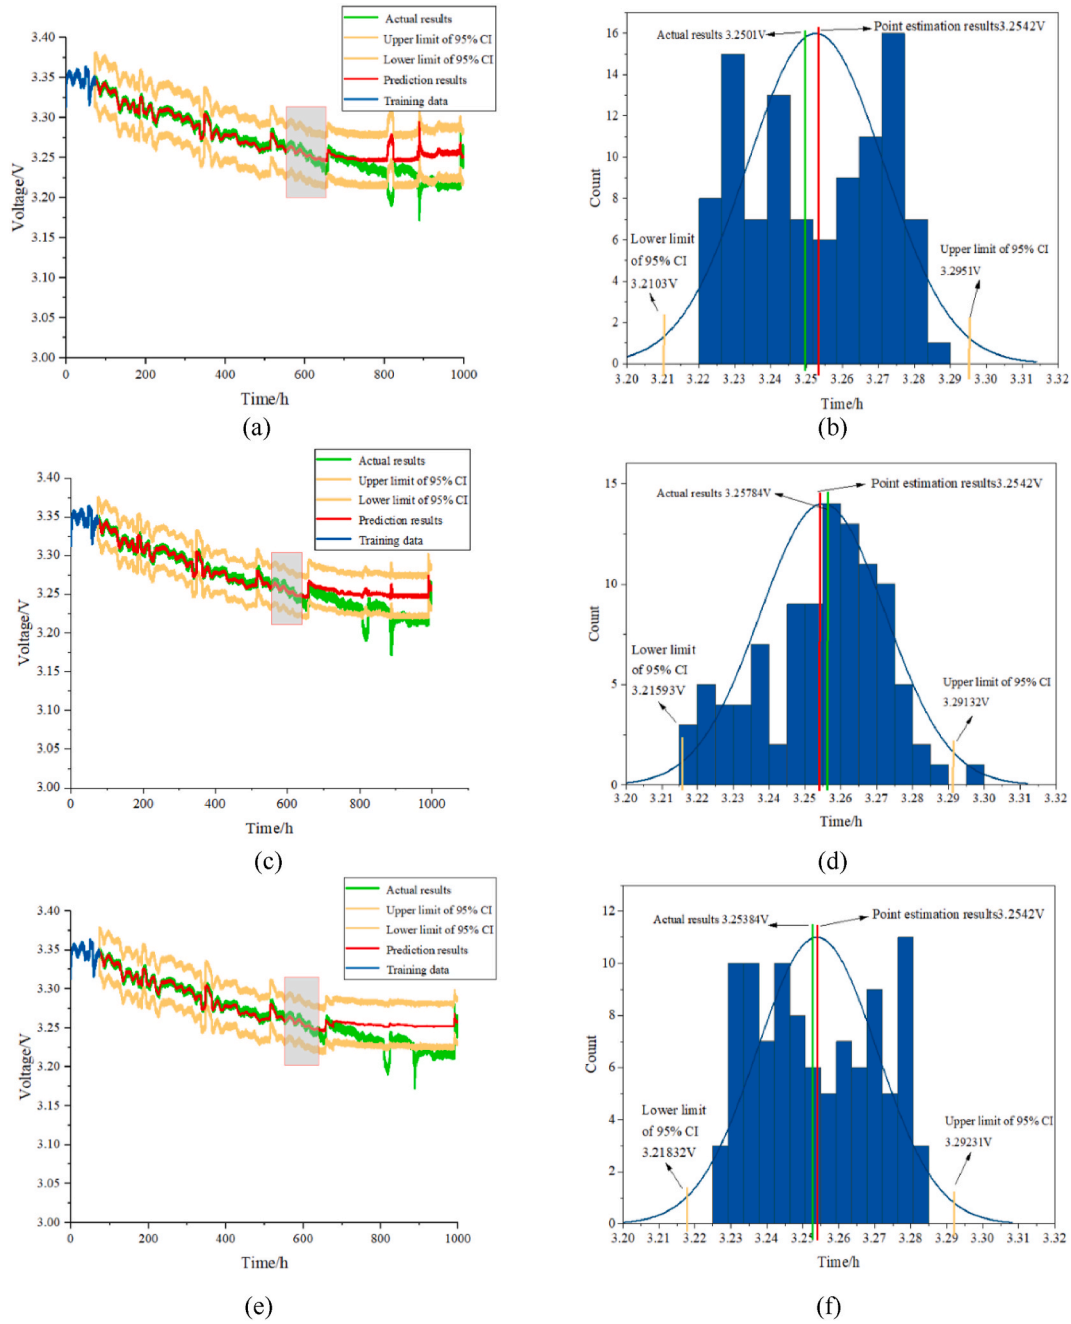 Actual results
Upper limit of 95% CI
Lower limit of 95% CI
Prediction results
Training data
3.40
3.35
3.30
3.25
3.20
3.15
3.10
3.05
3.00
Voltage/V
0 200 400 600 800 1000
Time/h
(a)
16
14
12
10
8
6
4
2
0
Count
Actual results 3.2501V
Point estimation results3.2542V
Lower limit
of 95% CI
3.2103V
Upper limit of 95% CI
3.2951V
3.20 3.21 3.22 3.23 3.24 3.25 3.26 3.27 3.28 3.29 3.30 3.31 3.32
Time/h
(b)
Actual results
Upper limit of 95% CI
Lower limit of 95% CI
Prediction results
Training data
3.40
3.35
3.30
3.25
3.20
3.15
3.10
3.05
3.00
Voltage/V
0 200 400 600 800 1000
Time/h
(c)
15
10
5
0
Count
Actual results 3.25784V
Point estimation results3.2542V
Lower limit
of 95% CI
3.21593V
Upper limit of 95% CI
3.29132V
3.20 3.21 3.22 3.23 3.24 3.25 3.26 3.27 3.28 3.29 3.30 3.31 3.32
Time/h
(d)
Actual results
Upper limit of 95% CI
Lower limit of 95% CI
Prediction results
Training data
3.40
3.35
3.30
3.25
3.20
3.15
3.10
3.05
3.00
Voltage/V
0 200 400 600 800 1000
Time/h
(e)
12
10
8
6
4
2
0
Count
Actual results 3.25384V
Point estimation results3.2542V
Lower limit
of 95% CI
3.21832V
Upper limit of 95% CI
3.29231V
3.20 3.21 3.22 3.23 3.24 3.25 3.26 3.27 3.28 3.29 3.30 3.31 3.32
Time/h
(f)